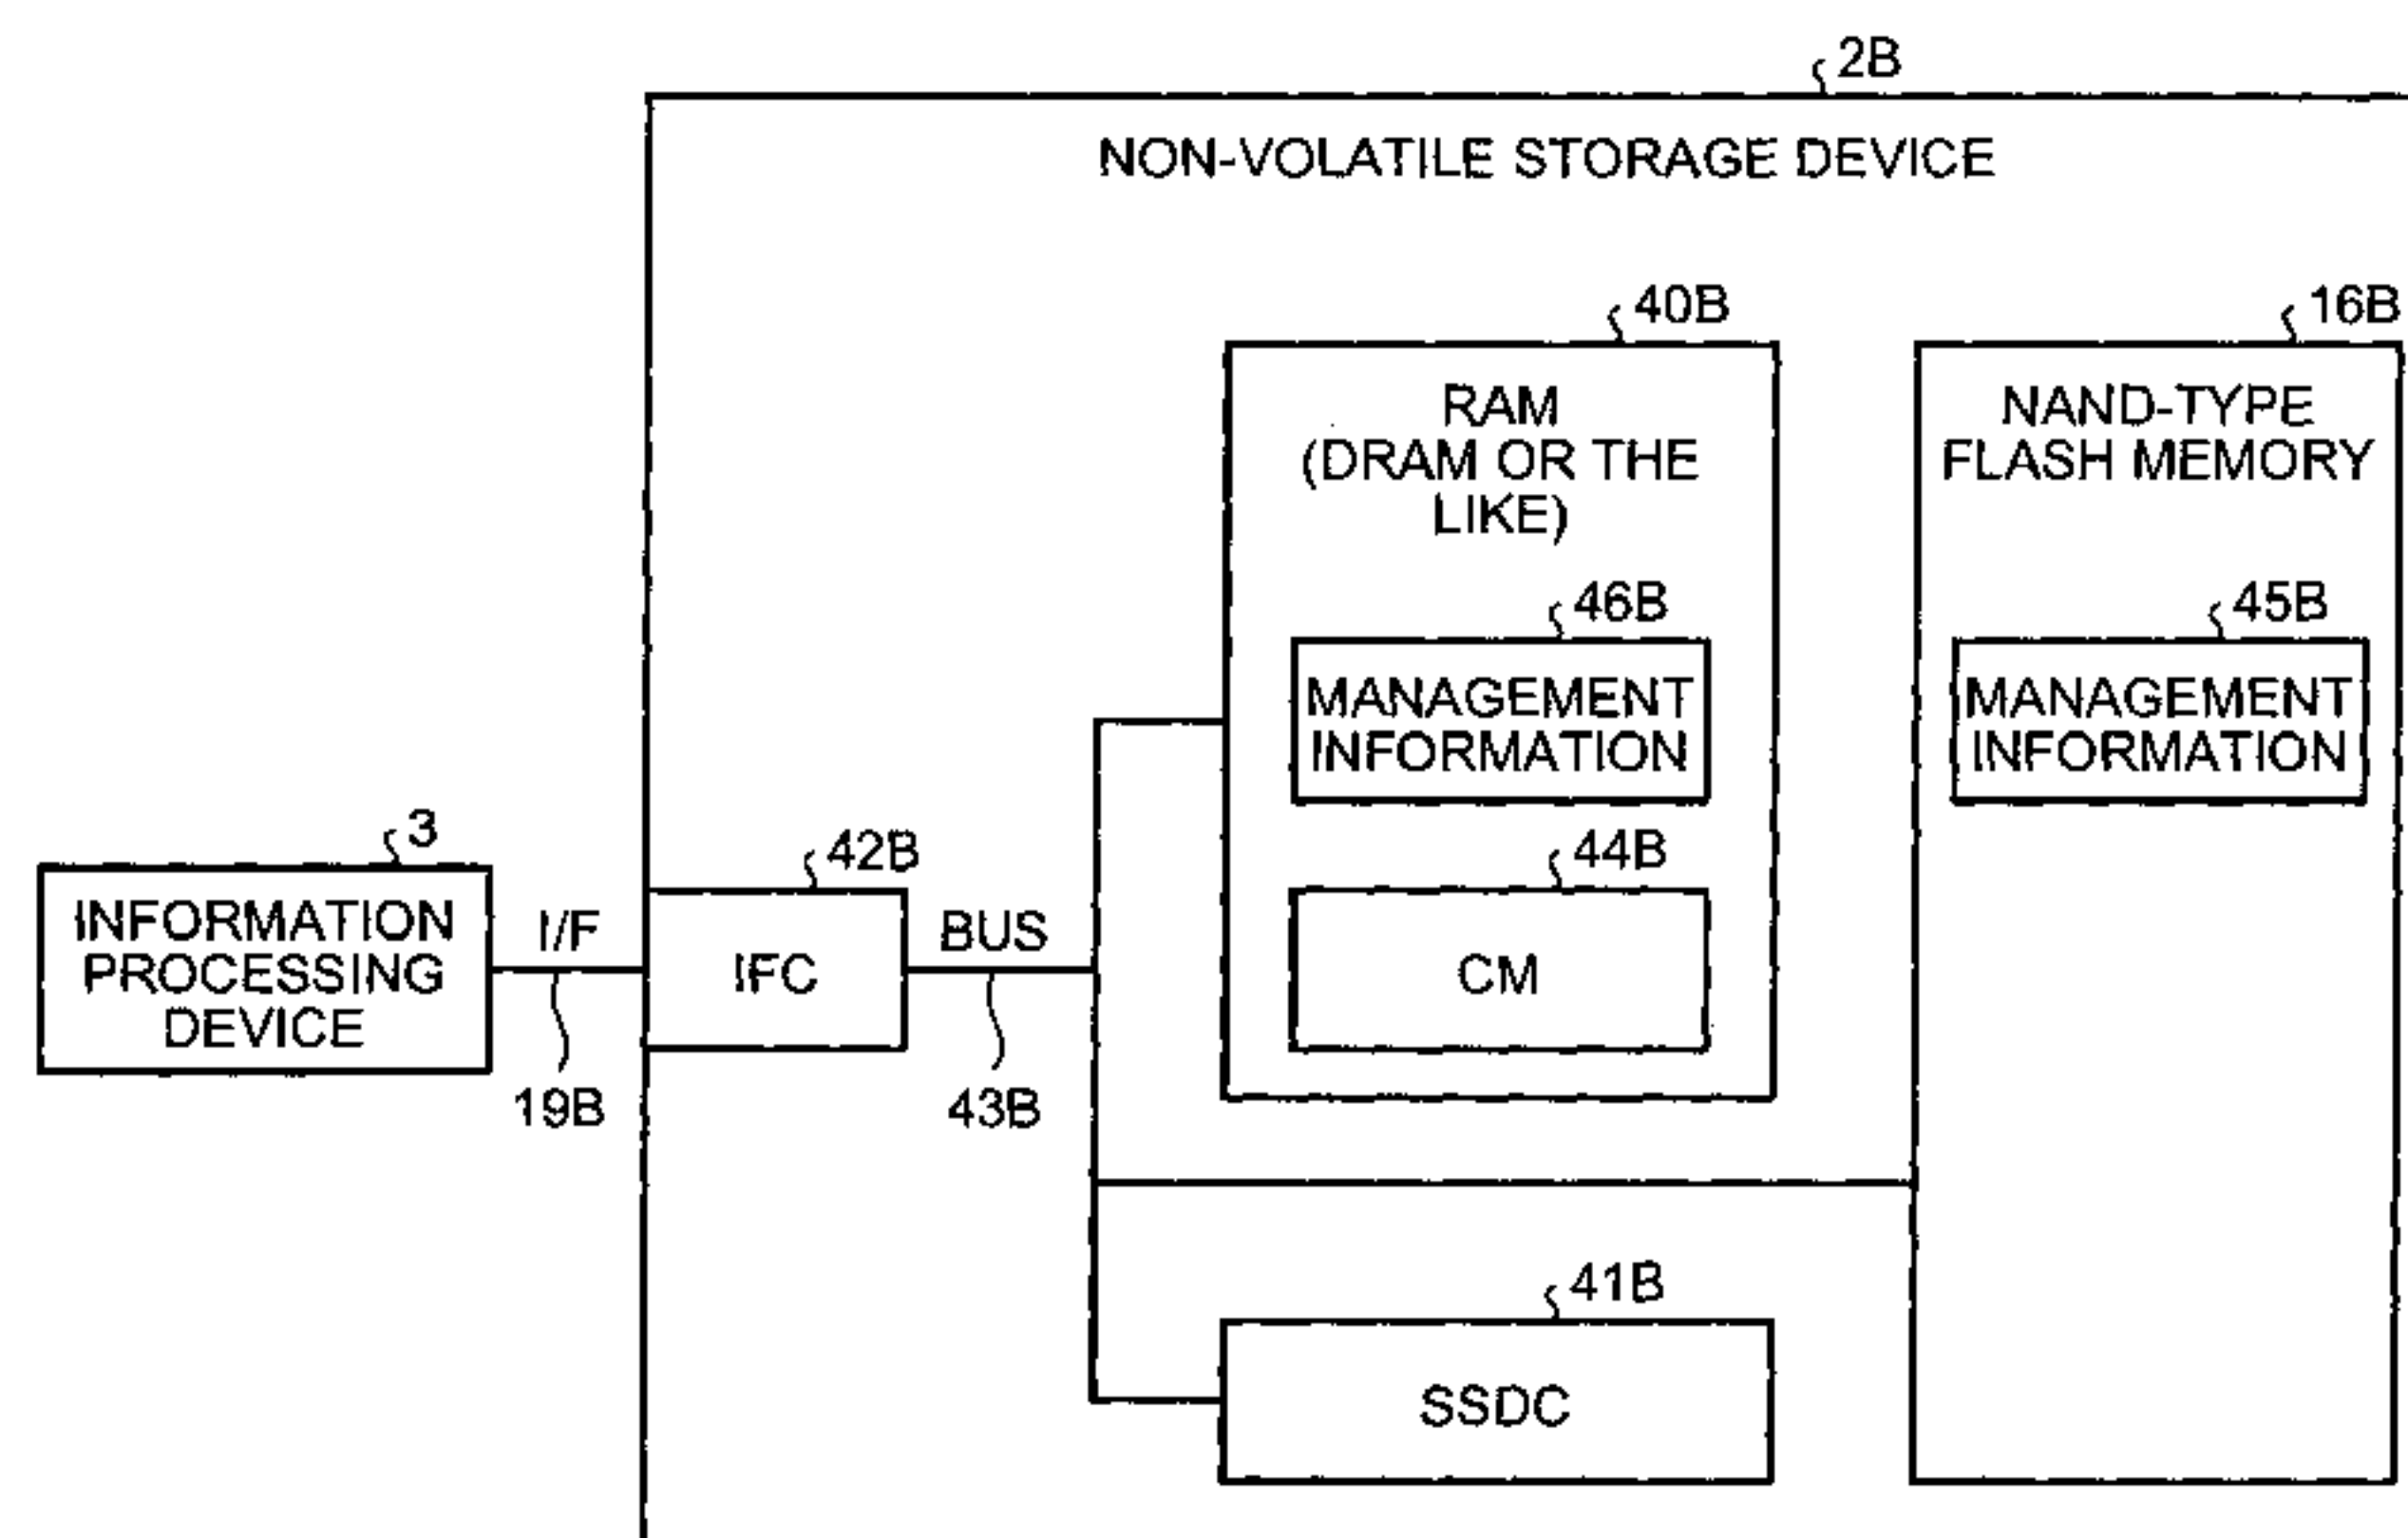 2B
NON-VOLATILE STORAGE DEVICE
40B
16B
RAM
(DRAM OR THE
LIKE)
NAND-TYPE
FLASH MEMORY
46B
45B
MANAGEMENT
INFORMATION
MANAGEMENT
INFORMATION
3
42B
44B
INFORMATION
PROCESSING
DEVICE
I/F
IFC
BUS
CM
19B
43B
41B
SSDC